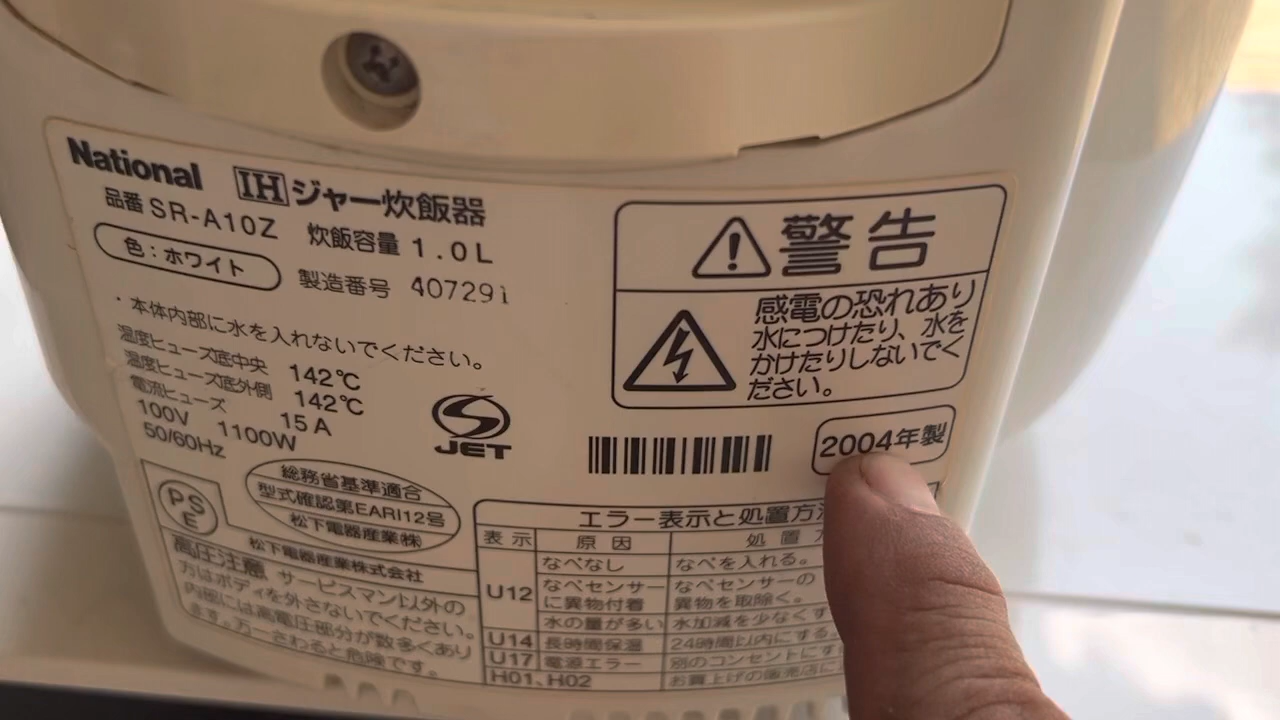 National IHジャー炊飯器
品番 SR-A10Z 炊飯容量 1.0L
色：ホワイト 製造番号 407291
・本体内部に水を入れないでください。
温度ヒューズ底中央 142℃
温度ヒューズ底外側 142℃
電流ヒューズ 15A
100V 1100W
50/60Hz
JET
警告
感電の恐れあり
水につけたり、水を
かけたりしないでく
ださい。
2004年製
PSE
総務省基準適合
型式確認第EARI12号
松下電器産業㈱
松下電器産業株式会社
高圧注意 サービスマン以外の
方はボディを外さないでください。
内部には高電圧部分が数多くあり
ます。万一さわると危険です。
エラー表示と処置方
表示 原因 処置方
U12 なべなし なべを入れる。
なべセンサー なべセンサーの
に異物付着 異物を取除く。
水の量が多い 水加減を少なくす
U14 長時間保温 24時間以内にする
U17 電源エラー 別のコンセントにす
H01、H02 お買上げの販売店に